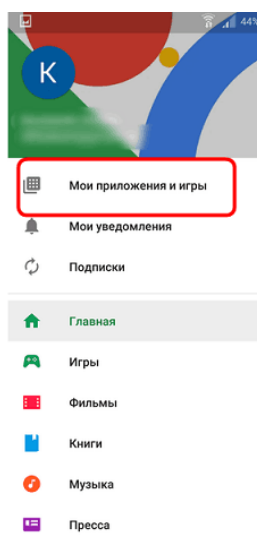 44%
K
Мои приложения и игры
Мои уведомления
Подписки
Главная
Игры
Фильмы
Книги
Музыка
Пресса